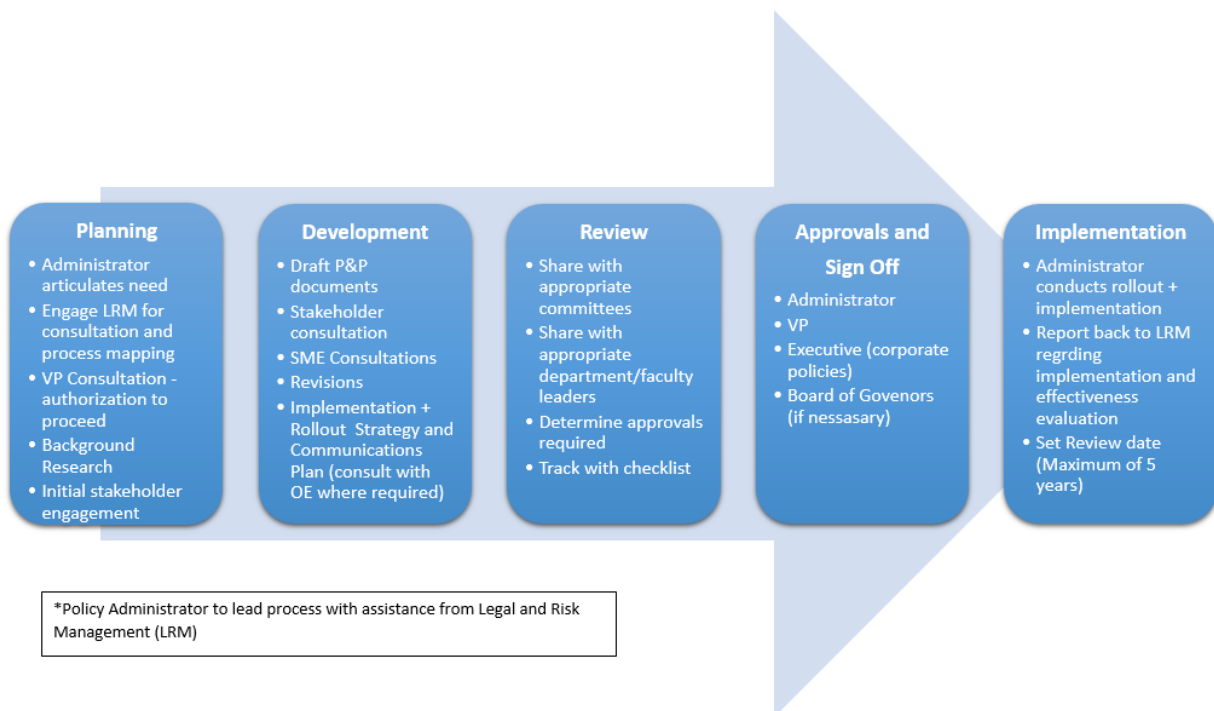 Planning
• Administrator
articulates need
• Engage LRM for
consultation and
process mapping
• VP Consultation -
authorization to
proceed
• Background
Research
• Initial stakeholder
engagement
Development
• Draft P&P
documents
• Stakeholder
consultation
• SME Consultations
• Revisions
• Implementation +
Rollout Strategy and
Communications
Plan (consult with
OE where required)
Review
• Share with
appropriate
committees
• Share with
appropriate
department/faculty
leaders
• Determine approvals
required
• Track with checklist
Approvals and
Sign Off
• Administrator
• VP
• Executive (corporate
policies)
• Board of Govenors
(if nessasary)
Implementation
• Administrator
conducts rollout +
implementation
• Report back to LRM
regrding
implementation and
effectiveness
evaluation
• Set Review date
(Maximum of 5
years)
*Policy Administrator to lead process with assistance from Legal and Risk
Management (LRM)